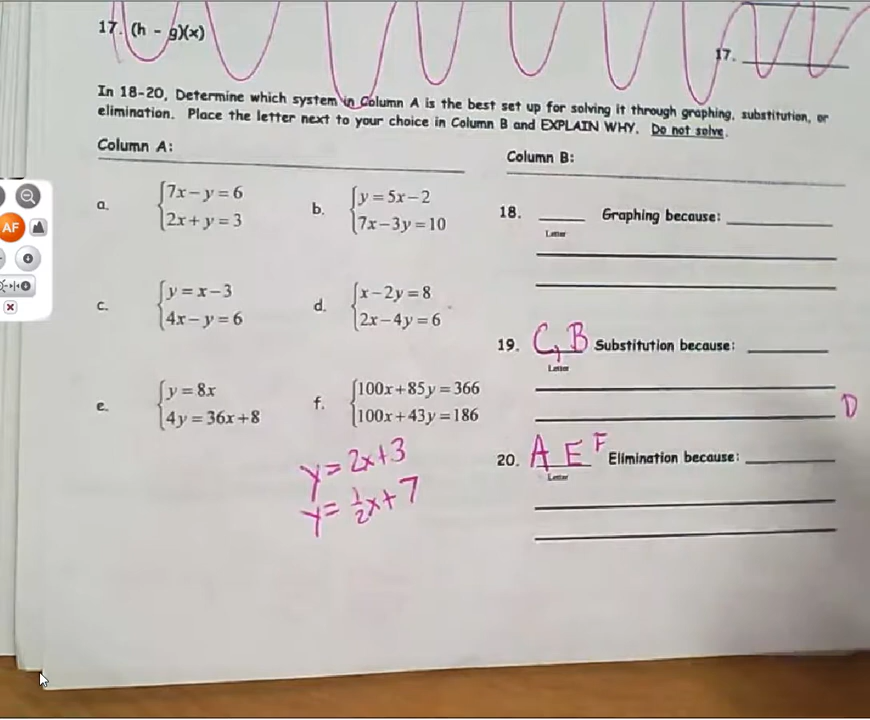 17. (h - g)(x)
17.
In 18-20, Determine which system in Column A is the best set up for solving it through graphing, substitution, or
elimination. Place the letter next to your choice in Column B and EXPLAIN WHY. Do not solve.
Column A:
Column B:
a. {7x-y=6
2x+y=3
b. {y=5x-2
7x-3y=10
18. Graphing because:
Letter
c. {y=x-3
4x-y=6
d. {x-2y=8
2x-4y=6
19. C, B Substitution because:
Letter
e. {y=8x
4y=36x+8
f. {100x+85y=366
100x+43y=186
D
y=2x+3
y=1/2x+7
20. A E F Elimination because:
Letter
AF